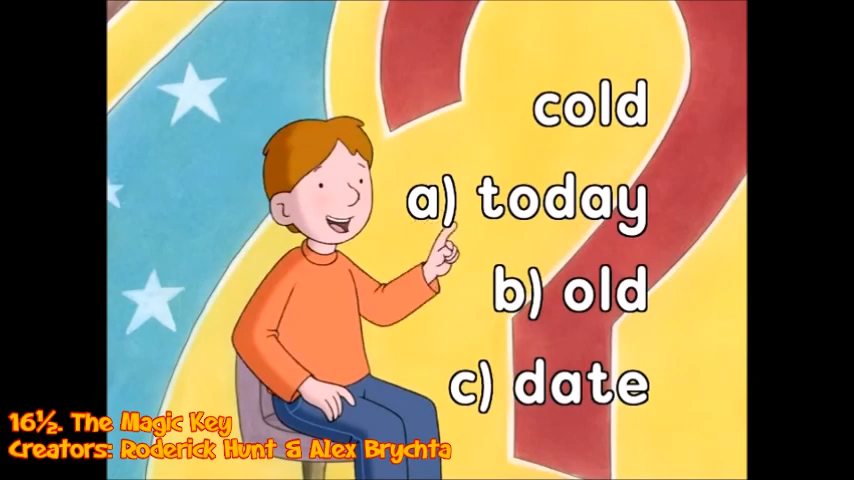 cold
a) today
b) old
c) date
16½. The Magic Key
Creators: Roderick Hunt & Alex Brychta